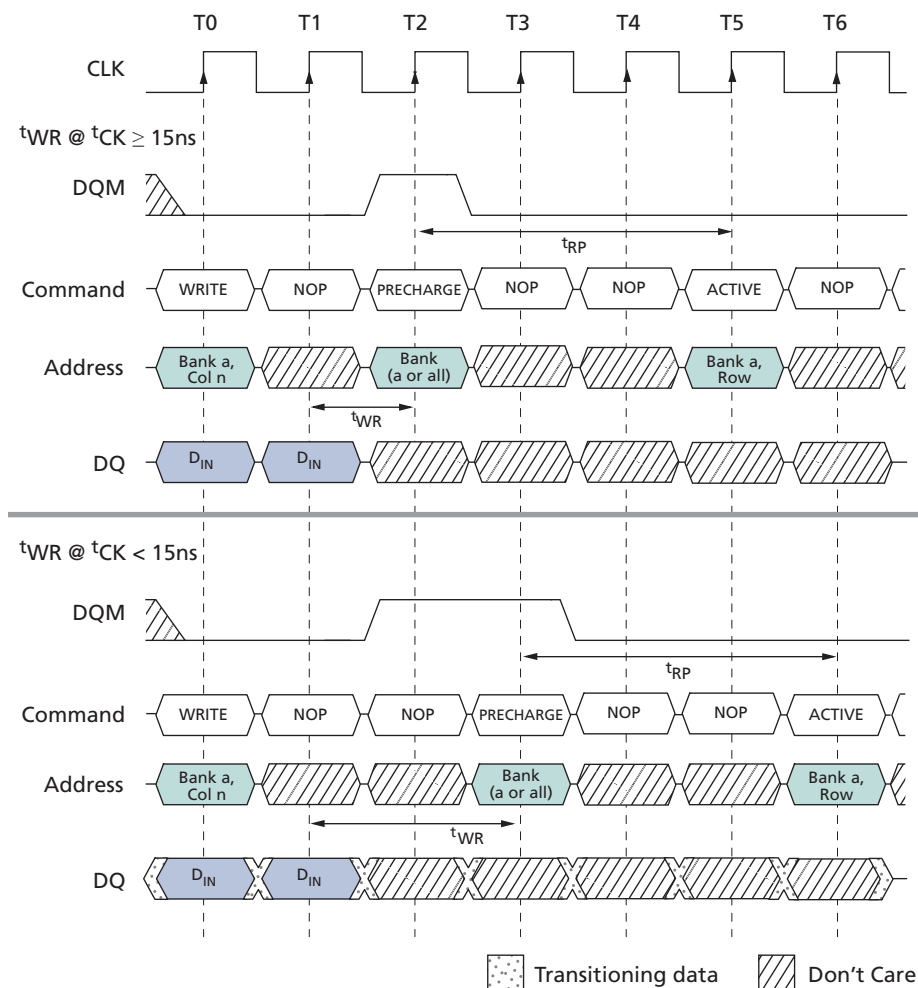 T0 T1 T2 T3 T4 T5 T6
CLK
tWR @ tCK ≥ 15ns
DQM
tRP
Command WRITE NOP PRECHARGE NOP NOP ACTIVE NOP
Address Bank a, Col n Bank (a or all) Bank a, Row
tWR
DQ DIN DIN
tWR @ tCK < 15ns
DQM
tRP
Command WRITE NOP NOP PRECHARGE NOP NOP ACTIVE
Address Bank a, Col n Bank (a or all) Bank a, Row
tWR
DQ DIN DIN
Transitioning data Don't Care